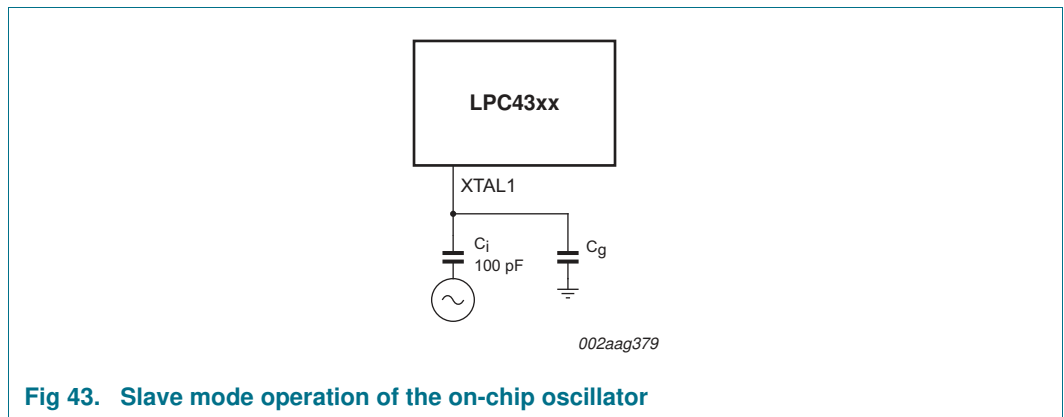 LPC43xx
XTAL1
Ci
100 pF
Cg
002aag379
Fig 43. Slave mode operation of the on-chip oscillator